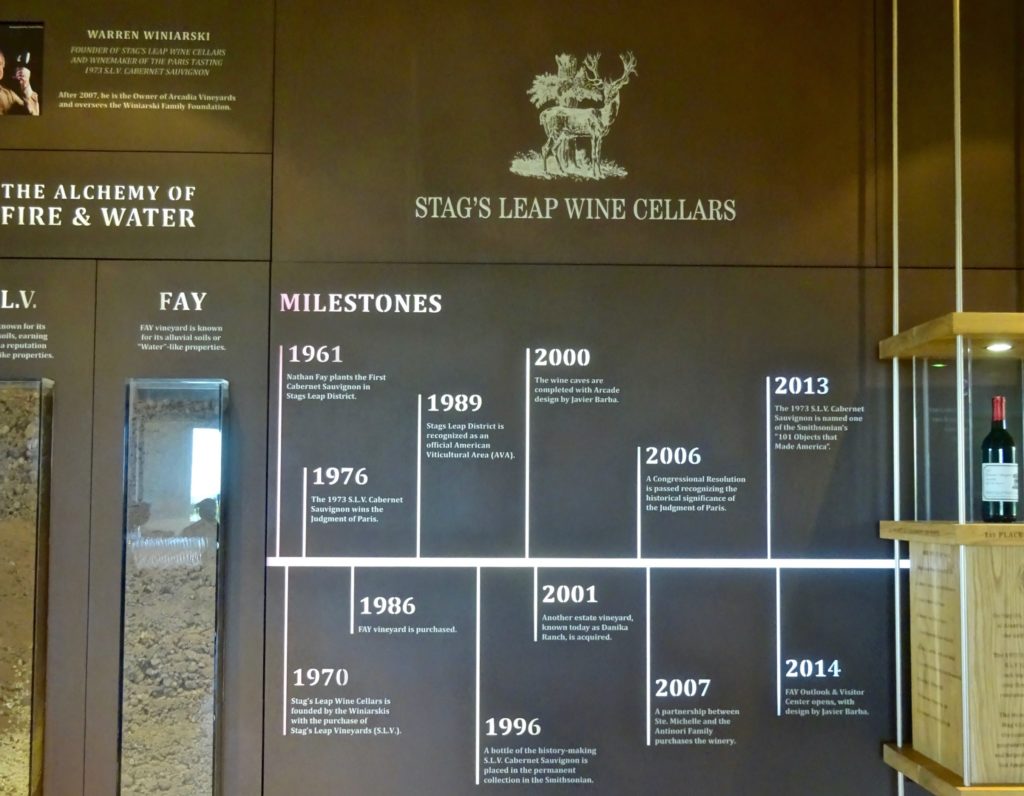 WARREN WINIARSKI
FOUNDER OF STAG'S LEAP WINE CELLARS
AND WINEMAKER OF THE PARIS TASTING
1973 S.L.V. CABERNET SAUVIGNON
After 2007, he is the Owner of Arcadia Vineyards
and oversees the Winiarski Family Foundation.
THE ALCHEMY OF
FIRE & WATER
STAG'S LEAP WINE CELLARS
L.V.
known for its
soils, earning
a reputation
like properties.
FAY
FAY vineyard is known
for its alluvial soils or
"Water"-like properties.
MILESTONES
1961
Nathan Fay plants the First
Cabernet Sauvignon in
Stags Leap District.
1970
Stag's Leap Wine Cellars is
founded by the Winiarskis
with the purchase of
Stag's Leap Vineyards (S.L.V.).
1976
The 1973 S.L.V. Cabernet
Sauvignon wins the
Judgment of Paris.
1986
FAY vineyard is purchased.
1989
Stags Leap District is
recognized as an
official American
Viticultural Area (AVA).
1996
A bottle of the history-making
S.L.V. Cabernet Sauvignon is
placed in the permanent
collection in the Smithsonian.
2000
The wine caves are
completed with Arcade
design by Javier Barba.
2001
Another estate vineyard,
known today as Danika
Ranch, is acquired.
2006
A Congressional Resolution
is passed recognizing the
historical significance of
the Judgment of Paris.
2007
A partnership between
Ste. Michelle and the
Antinori Family
purchases the winery.
2013
The 1973 S.L.V. Cabernet
Sauvignon is named one
of the Smithsonian's
"101 Objects that
Made America".
2014
FAY Outlook & Visitor
Center opens, with
design by Javier Barba.
1st PLACE